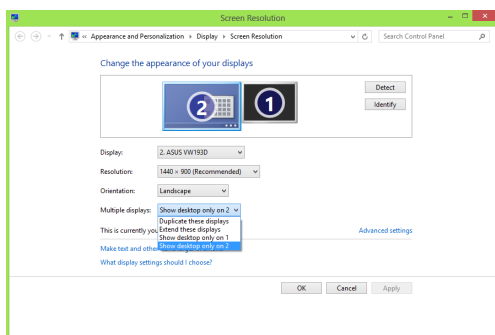 Screen Resolution
« Appearance and Personalization ▸ Display ▸ Screen Resolution
Search Control Panel
Change the appearance of your displays
2
1
Detect
Identify
Display: 2. ASUS VW193D
Resolution: 1440 × 900 (Recommended)
Orientation: Landscape
Multiple displays: Show desktop only on 2
Duplicate these displays
This is currently you Extend these displays
Advanced settings
Show desktop only on 1
Make text and othe Show desktop only on 2
What display settings should I choose?
OK Cancel Apply